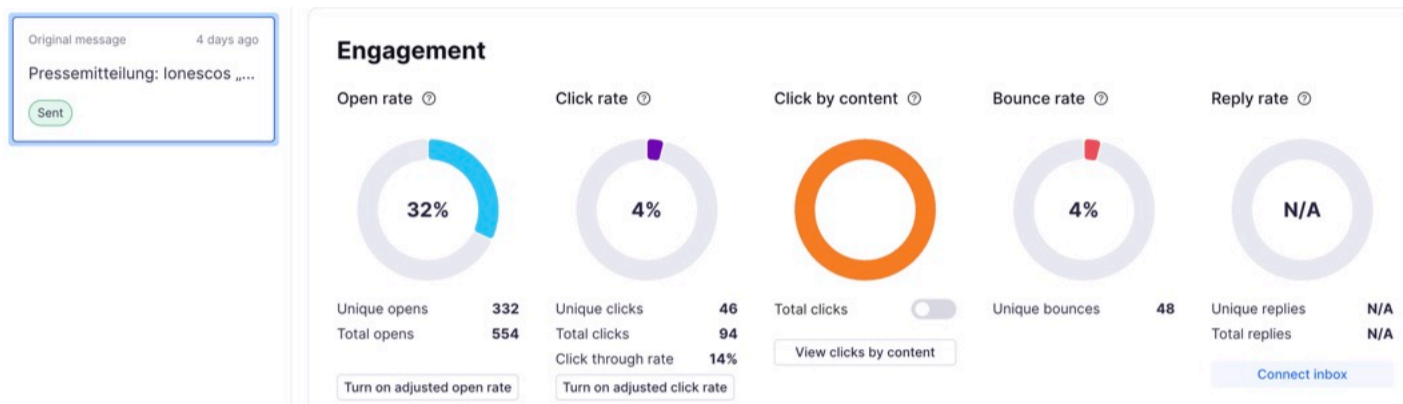 Original message 4 days ago
Pressemitteilung: Ionescos „...
Sent
Engagement
Open rate ?
32%
Unique opens 332
Total opens 554
Turn on adjusted open rate
Click rate ?
4%
Unique clicks 46
Total clicks 94
Click through rate 14%
Turn on adjusted click rate
Click by content ?
Total clicks
View clicks by content
Bounce rate ?
4%
Unique bounces 48
Reply rate ?
N/A
Unique replies N/A
Total replies N/A
Connect inbox